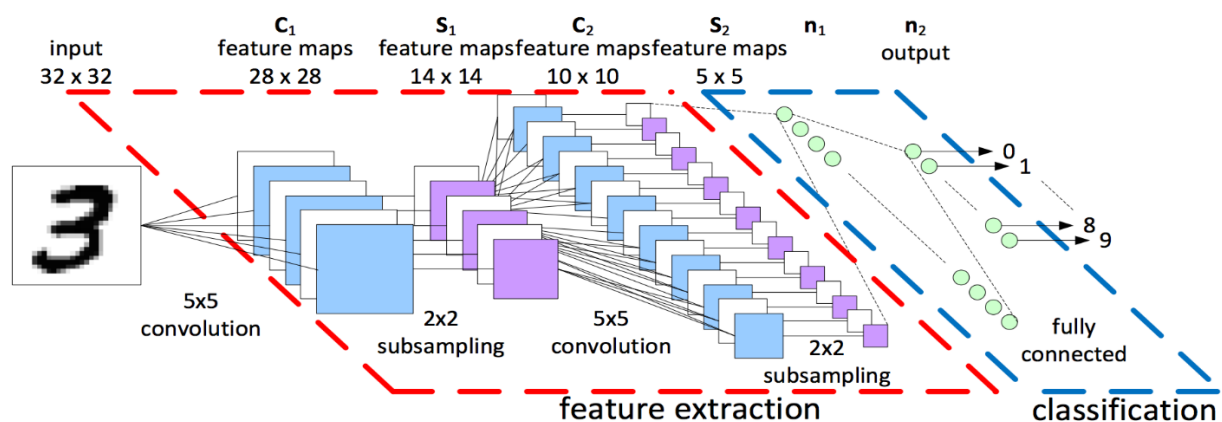 C1 S1 C2 S2 n1 n2
input feature maps feature maps feature maps feature maps output
32 x 32 28 x 28 14 x 14 10 x 10 5 x 5
0
1
8
9
5x5
convolution
2x2
subsampling
5x5
convolution
2x2
subsampling
fully
connected
feature extraction
classification